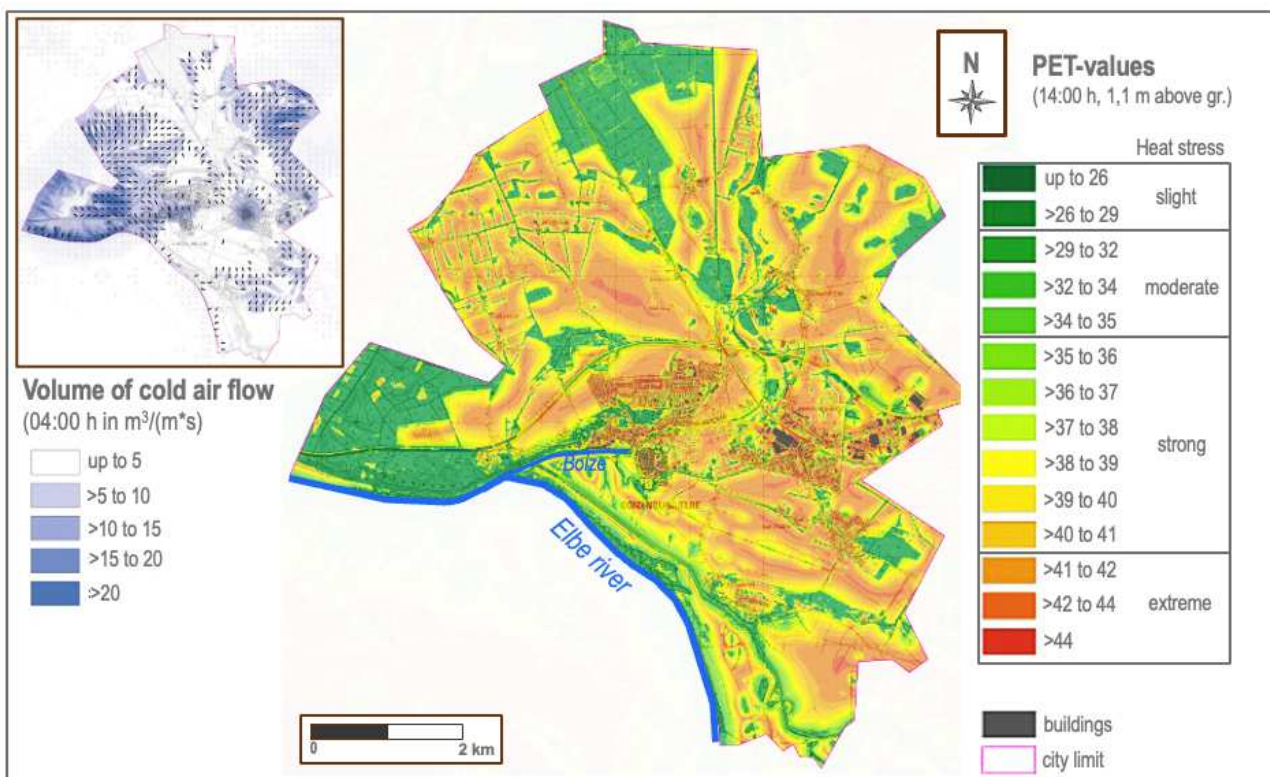 N
PET-values
(14:00 h, 1,1 m above gr.)
Heat stress
up to 26
>26 to 29
slight
>29 to 32
>32 to 34
>34 to 35
moderate
>35 to 36
>36 to 37
>37 to 38
>38 to 39
>39 to 40
>40 to 41
strong
>41 to 42
>42 to 44
>44
extreme
buildings
city limit
Volume of cold air flow
(04:00 h in m³/(m*s)
up to 5
>5 to 10
>10 to 15
>15 to 20
>20
Bölze
Elbe river
0
2 km